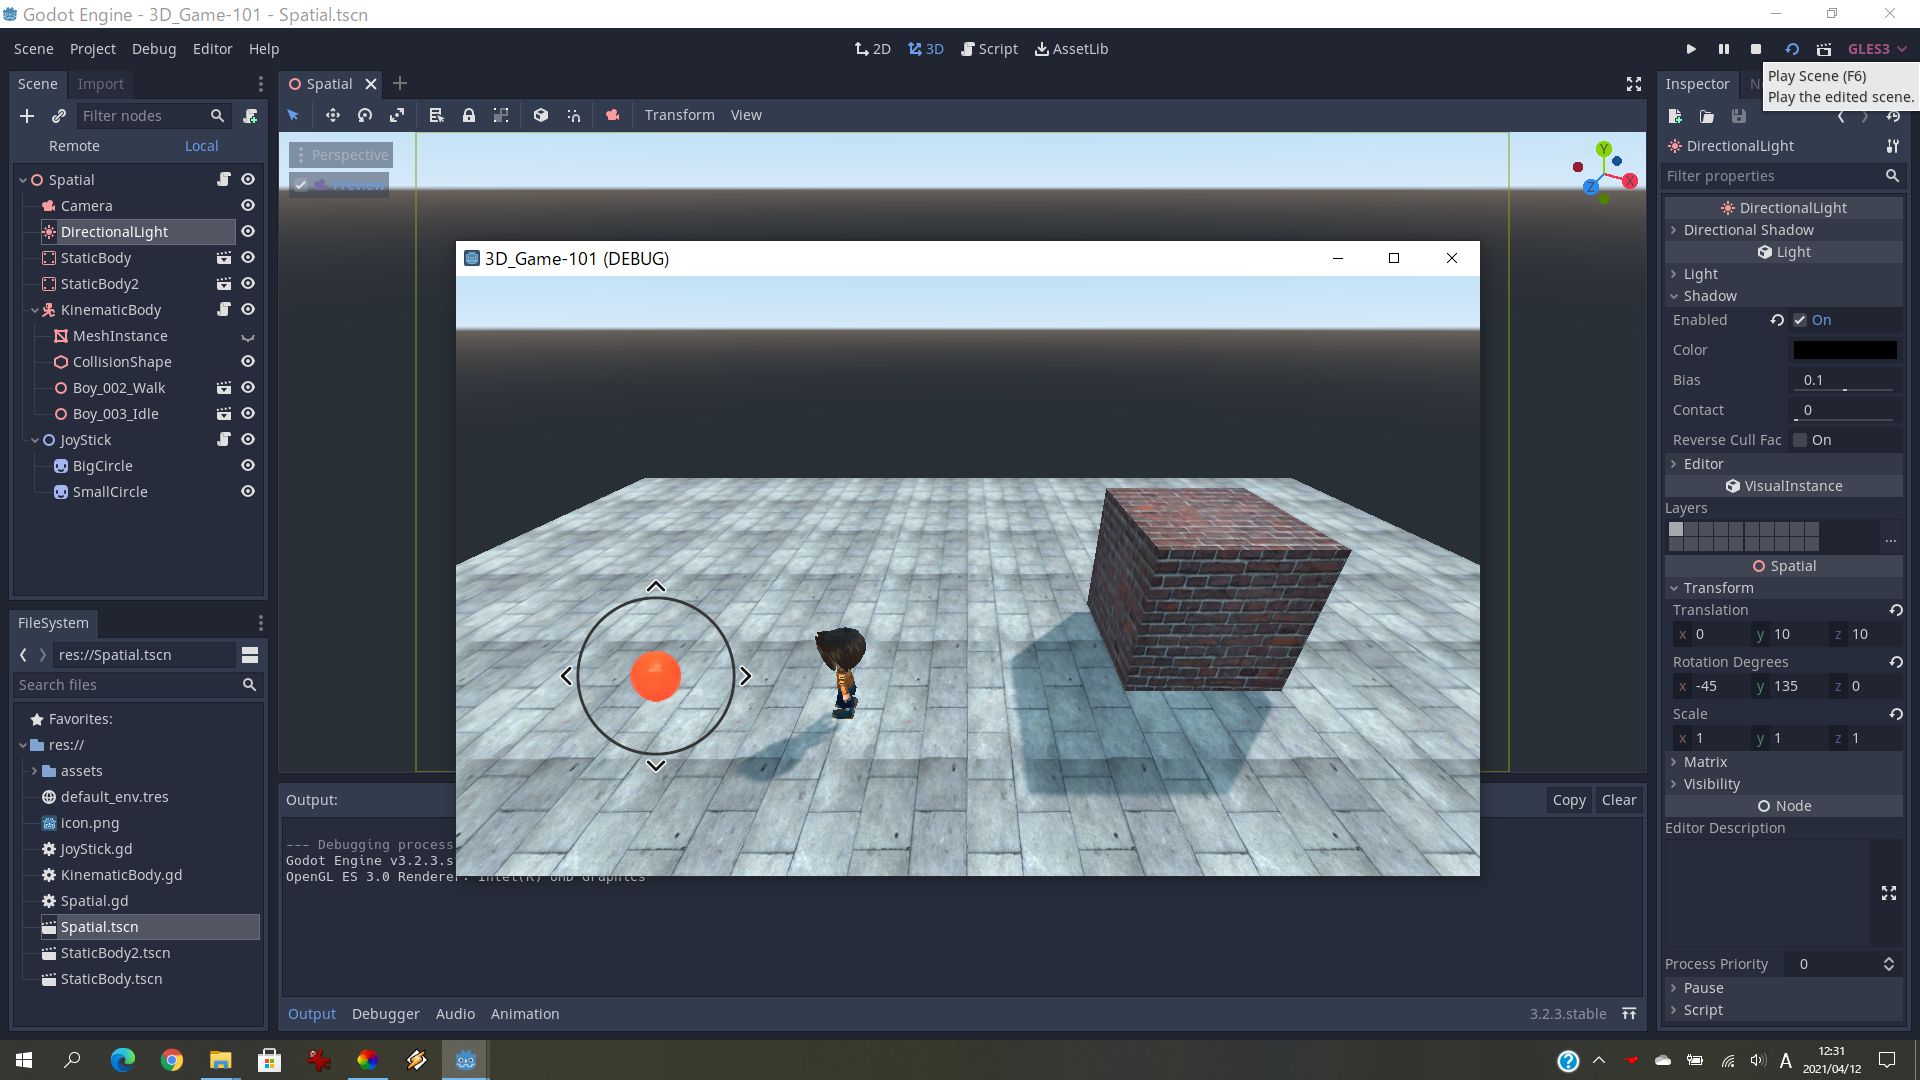 Godot Engine - 3D_Game-101 - Spatial.tscn
Scene Project Debug Editor Help
2D 3D Script AssetLib
GLES3
Play Scene (F6)
Play the edited scene.
Scene Import
Filter nodes
Remote Local
Spatial
Camera
DirectionalLight
StaticBody
StaticBody2
KinematicBody
MeshInstance
CollisionShape
Boy_002_Walk
Boy_003_Idle
JoyStick
BigCircle
SmallCircle
FileSystem
res://Spatial.tscn
Search files
Favorites:
res://
assets
default_env.tres
icon.png
JoyStick.gd
KinematicBody.gd
Spatial.gd
Spatial.tscn
StaticBody2.tscn
StaticBody.tscn
Spatial
Transform View
Perspective
Preview
Y
X
Z
3D_Game-101 (DEBUG)
Output:
Copy Clear
--- Debugging process
Godot Engine v3.2.3.s
OpenGL ES 3.0 Renderer: Intel(R) UHD Graphics
Output Debugger Audio Animation
3.2.3.stable
Inspector
DirectionalLight
Filter properties
DirectionalLight
Directional Shadow
Light
Light
Shadow
Enabled On
Color
Bias 0.1
Contact 0
Reverse Cull Fac On
Editor
VisualInstance
Layers
...
Spatial
Transform
Translation
x 0 y 10 z 10
Rotation Degrees
x -45 y 135 z 0
Scale
x 1 y 1 z 1
Matrix
Visibility
Node
Editor Description
Process Priority 0
Pause
Script
A
12:31
2021/04/12